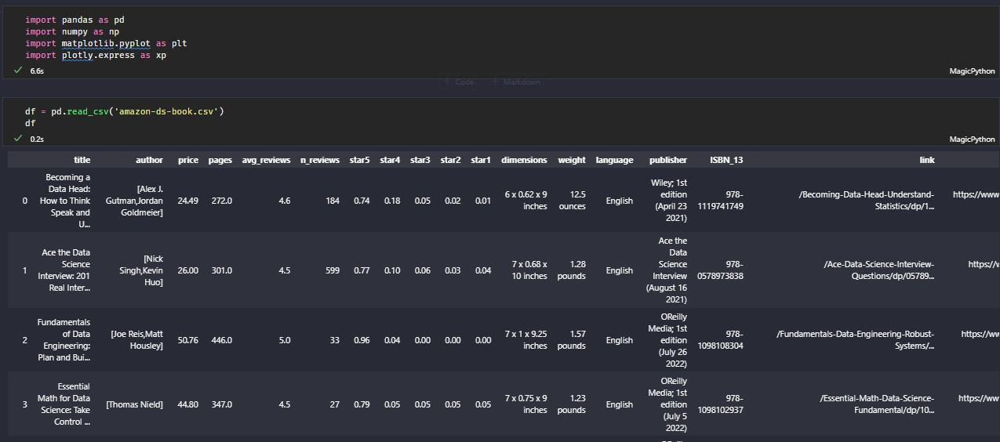 import pandas as pd
import numpy as np
import matplotlib.pyplot as plt
import plotly.express as xp
6.6s
MagicPython
+ Code + Markdown
df = pd.read_csv('amazon-ds-book.csv')
df
0.2s
MagicPython
title author price pages avg_reviews n_reviews star5 star4 star3 star2 star1 dimensions weight language publisher ISBN_13 link
0 Becoming a Data Head: How to Think Speak and U... [Alex J. Gutman,Jordan Goldmeier] 24.49 272.0 4.6 184 0.74 0.18 0.05 0.02 0.01 6 x 0.62 x 9 inches 12.5 ounces English Wiley; 1st edition (April 23 2021) 978-1119741749 /Becoming-Data-Head-Understand-Statistics/dp/1... https://www
1 Ace the Data Science Interview: 201 Real Inter... [Nick Singh,Kevin Huo] 26.00 301.0 4.5 599 0.77 0.10 0.06 0.03 0.04 7 x 0.68 x 10 inches 1.28 pounds English Ace the Data Science Interview (August 16 2021) 978-0578973838 /Ace-Data-Science-Interview-Questions/dp/05789... https://w
2 Fundamentals of Data Engineering: Plan and Bui... [Joe Reis,Matt Housley] 50.76 446.0 5.0 33 0.96 0.04 0.00 0.00 0.00 7 x 1 x 9.25 inches 1.57 pounds English OReilly Media; 1st edition (July 26 2022) 978-1098108304 /Fundamentals-Data-Engineering-Robust-Systems/... https://ww
3 Essential Math for Data Science: Take Control ... [Thomas Nield] 44.80 347.0 4.5 27 0.79 0.05 0.05 0.05 0.05 7 x 0.75 x 9 inches 1.23 pounds English OReilly Media; 1st edition (July 5 2022) 978-1098102937 /Essential-Math-Data-Science-Fundamental/dp/10... https://ww